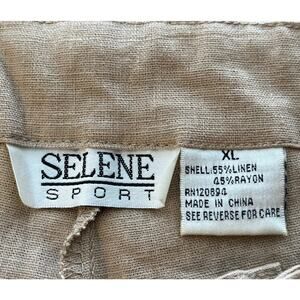 SELENE
SPORT
XL
SHELL:55%LINEN
45%RAYON
RN120894
MADE IN CHINA
SEE REVERSE FOR CARE